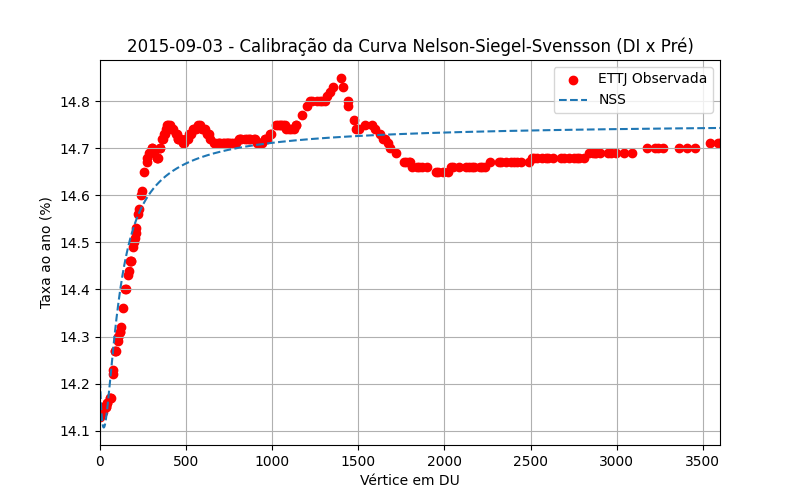 2015-09-03 - Calibração da Curva Nelson-Siegel-Svensson (DI x Pré)
ETTJ Observada
NSS
Taxa ao ano (%)
14.8
14.7
14.6
14.5
14.4
14.3
14.2
14.1
0 500 1000 1500 2000 2500 3000 3500
Vértice em DU